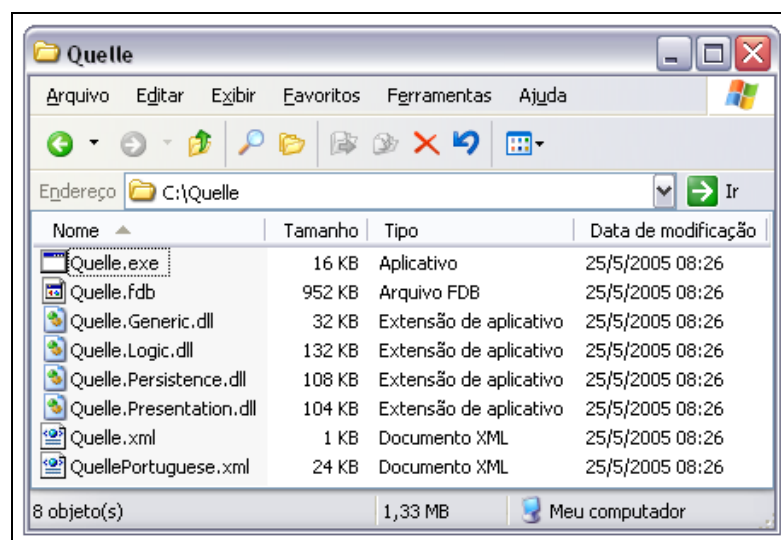 Quelle
Arquivo Editar Exibir Favoritos Ferramentas Ajuda
Endereço C:\Quelle Ir
Nome Tamanho Tipo Data de modificação
Quelle.exe 16 KB Aplicativo 25/5/2005 08:26
Quelle.fdb 952 KB Arquivo FDB 25/5/2005 08:26
Quelle.Generic.dll 32 KB Extensão de aplicativo 25/5/2005 08:26
Quelle.Logic.dll 132 KB Extensão de aplicativo 25/5/2005 08:26
Quelle.Persistence.dll 108 KB Extensão de aplicativo 25/5/2005 08:26
Quelle.Presentation.dll 104 KB Extensão de aplicativo 25/5/2005 08:26
Quelle.xml 1 KB Documento XML 25/5/2005 08:26
QuellePortuguese.xml 24 KB Documento XML 25/5/2005 08:26
8 objeto(s) 1,33 MB Meu computador